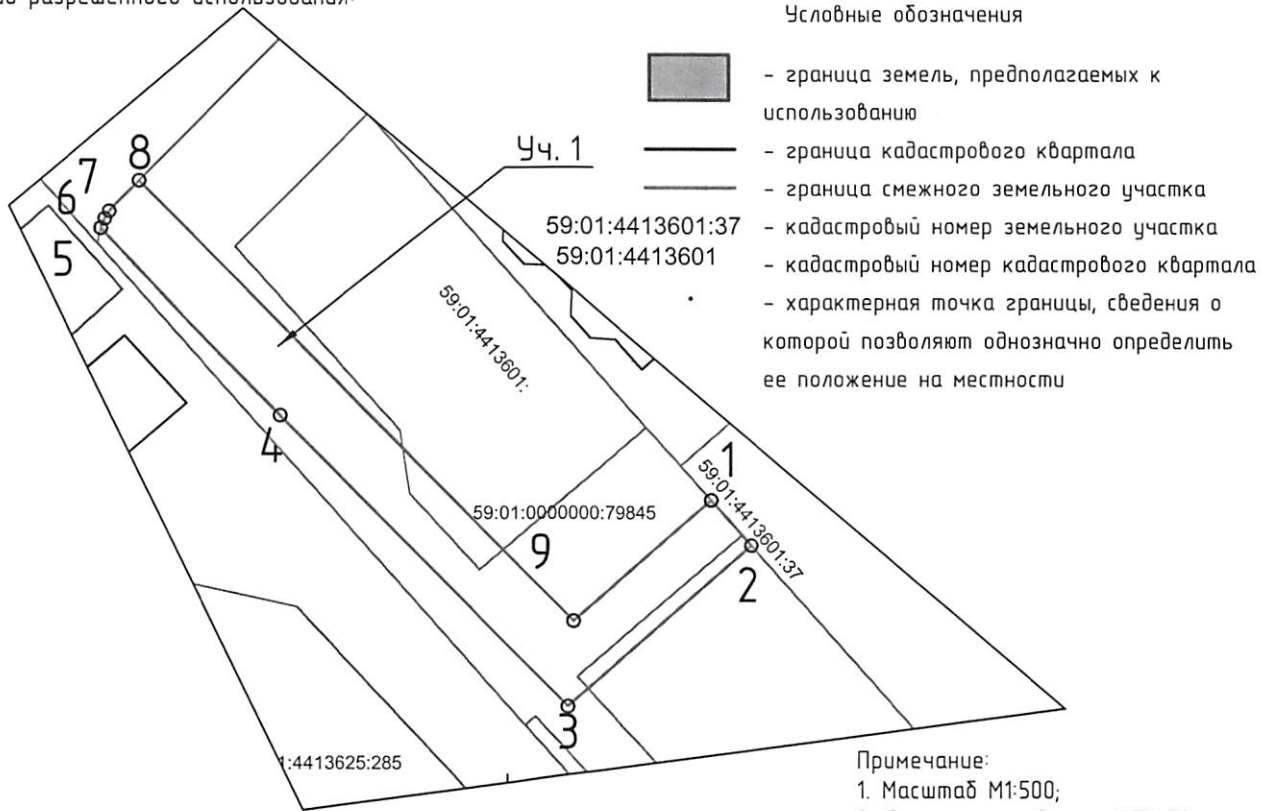 разрешенного использования:
Условные обозначения
- граница земель, предполагаемых к
использованию
- граница кадастрового квартала
- граница смежного земельного участка
59:01:4413601:37 - кадастровый номер земельного участка
59:01:4413601 - кадастровый номер кадастрового квартала
- характерная точка границы, сведения о
которой позволяют однозначно определить
ее положение на местности
Уч. 1
8
7
6
5
59:01:4413601:
4
1
59:01:4413601:37
59:01:0000000:79845
9
2
3
1:4413625:285
Примечание:
1. Масштаб М1:500;